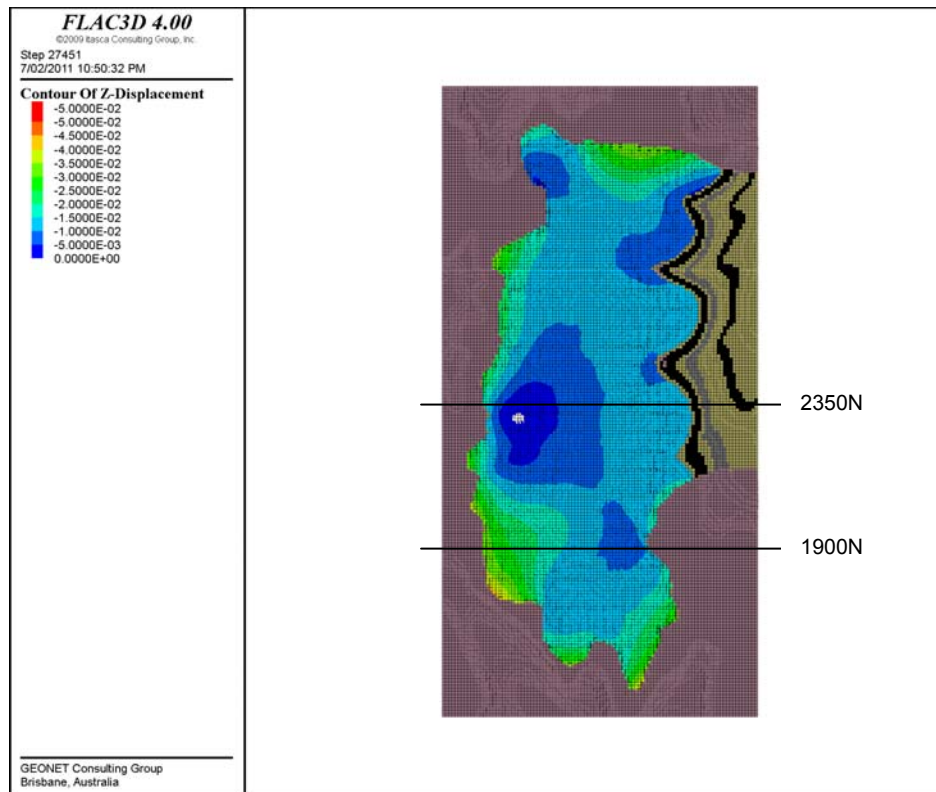 FLAC3D 4.00
©2009 Itasca Consulting Group, Inc.
Step 27451
7/02/2011 10:50:32 PM
Contour Of Z-Displacement
-5.0000E-02
-5.0000E-02
-4.5000E-02
-4.0000E-02
-3.5000E-02
-3.0000E-02
-2.5000E-02
-2.0000E-02
-1.5000E-02
-1.0000E-02
-5.0000E-03
0.0000E+00
2350N
1900N
GEONET Consulting Group
Brisbane, Australia